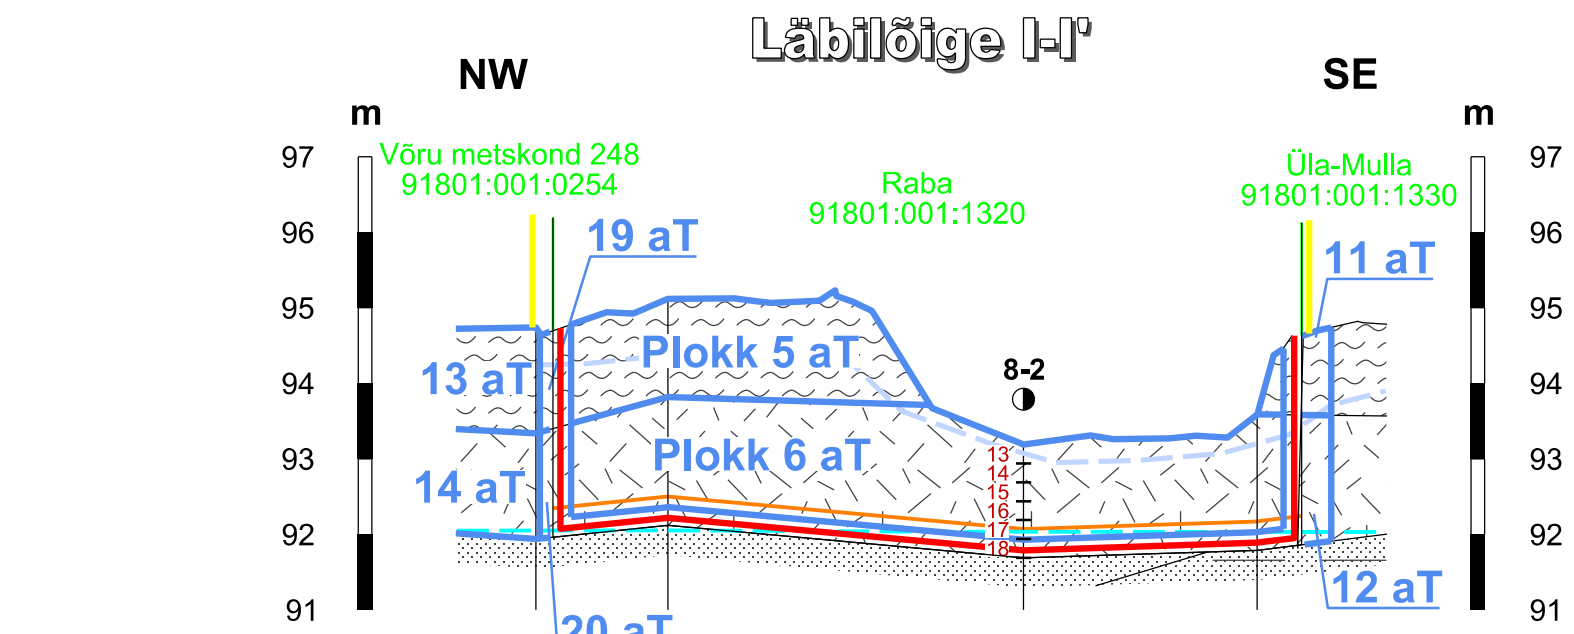 Läbilõige I-I'
NW
SE
m
m
97
96
95
94
93
92
91
Võru metskond 248
91801:001:0254
Raba
91801:001:1320
Üla-Mulla
91801:001:1330
97
96
95
94
93
92
91
19 aT
11 aT
Plokk 5 aT
13 aT
8-2
Plokk 6 aT
14 aT
13
14
15
16
17
18
12 aT
20 aT